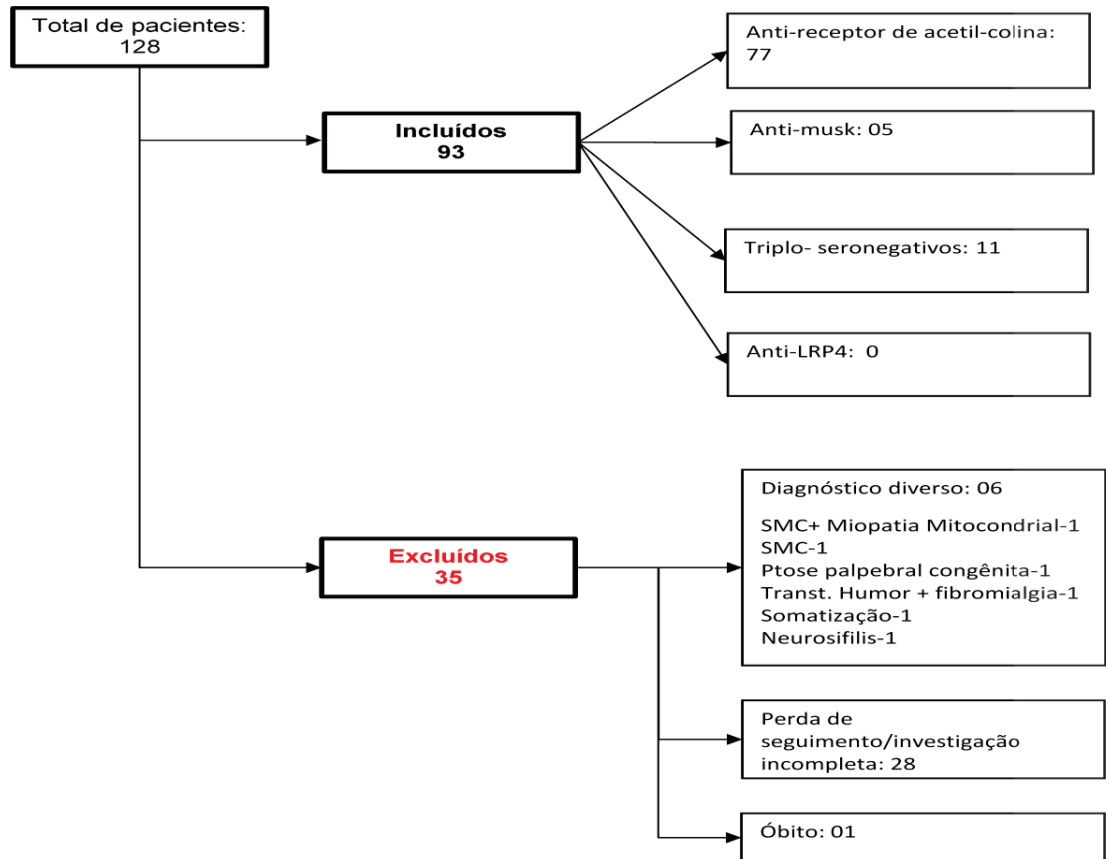 Total de pacientes:
128
Anti-receptor de acetil-colina:
77
Incluídos
93
Anti-musk: 05
Triplo- seronegativos: 11
Anti-LRP4:  0
Excluídos
35
Diagnóstico diverso: 06
SMC+ Miopatia Mitocondrial-1
SMC-1
Ptose palpebral congênita-1
Transt. Humor + fibromialgia-1
Somatização-1
Neurosifilis-1
Perda de
seguimento/investigação
incompleta: 28
Óbito: 01